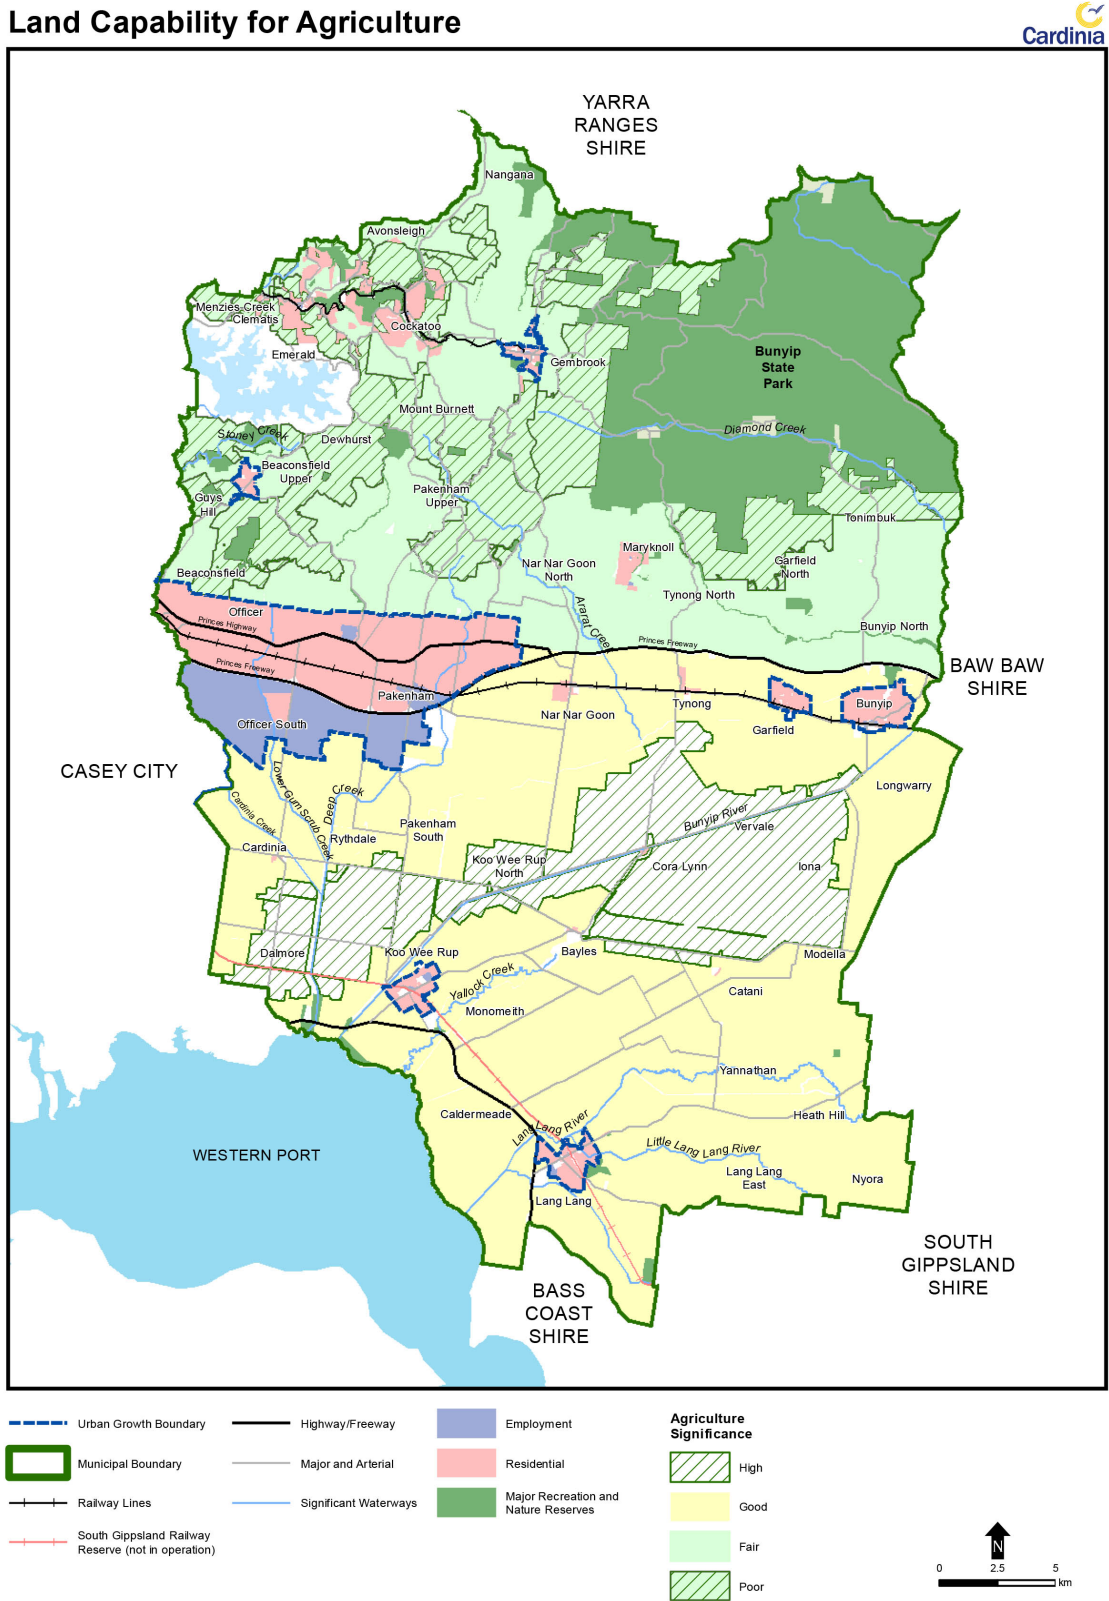 Land Capability for Agriculture
Cardinia
YARRA
RANGES
SHIRE
Nangana
Avonsleigh
Menzies Creek
Clematis
Cockatoo
Emerald
Gembrook
Bunyip
State
Park
Mount Burnett
Stoney Creek
Dewhurst
Diamond Creek
Beaconsfield
Upper
Guys
Hill
Pakenham
Upper
Tonimbuk
Maryknoll
Nar Nar Goon
North
Garfield
North
Beaconsfield
Tynong North
Officer
Ararat Creek
Princes Highway
Bunyip North
Princes Freeway
Princes Freeway
BAW BAW
SHIRE
Pakenham
Officer South
Nar Nar Goon
Tynong
Bunyip
Garfield
CASEY CITY
Longwarry
Lower Gum Scrub Creek
Deep Creek
Cardinia Creek
Bunyip River
Vervale
Pakenham
South
Rythdale
Cardinia
Koo Wee Rup
North
Cora Lynn
Iona
Dalmore
Koo Wee Rup
Bayles
Modella
Yallock Creek
Catani
Monomeith
Yannathan
Caldermeade
Heath Hill
Lang Lang River
Little Lang Lang River
WESTERN PORT
Lang Lang
East
Nyora
Lang Lang
SOUTH
GIPPSLAND
SHIRE
BASS
COAST
SHIRE
Urban Growth Boundary
Municipal Boundary
Railway Lines
South Gippsland Railway
Reserve (not in operation)
Highway/Freeway
Major and Arterial
Significant Waterways
Employment
Residential
Major Recreation and
Nature Reserves
Agriculture
Significance
High
Good
Fair
Poor
N
0 2.5 5
km